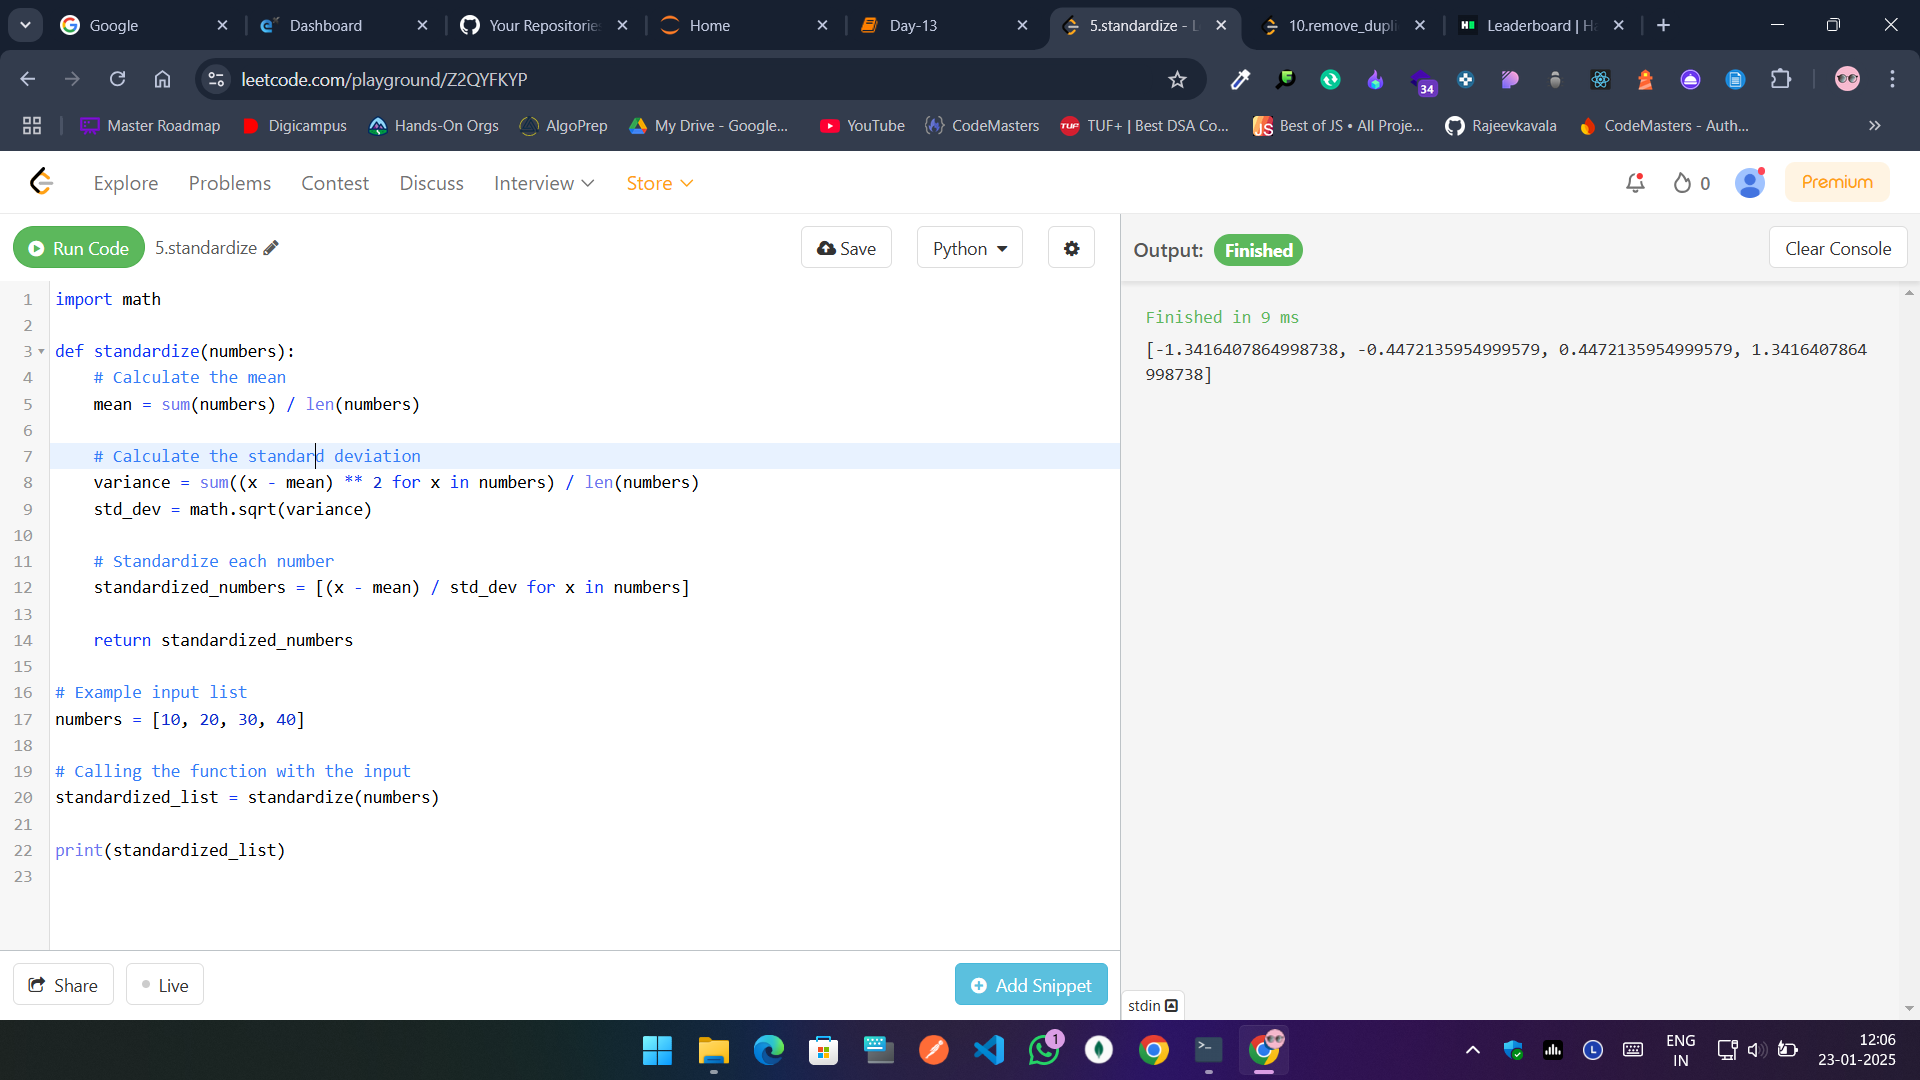 Google
Dashboard
Your Repositories
Home
Day-13
5.standardize - L
10.remove_dupli
Leaderboard | Ha
leetcode.com/playground/Z2QYFKYP
34
Master Roadmap
Digicampus
Hands-On Orgs
AlgoPrep
My Drive - Google...
YouTube
CodeMasters
TUF TUF+ | Best DSA Co...
JS Best of JS • All Proje...
Rajeevkavala
CodeMasters - Auth...
Explore
Problems
Contest
Discuss
Interview
Store
0
Premium
Run Code
5.standardize
Save
Python
Output: Finished
Clear Console
1 import math
2
3 def standardize(numbers):
4     # Calculate the mean
5     mean = sum(numbers) / len(numbers)
6
7     # Calculate the standard deviation
8     variance = sum((x - mean) ** 2 for x in numbers) / len(numbers)
9     std_dev = math.sqrt(variance)
10
11     # Standardize each number
12     standardized_numbers = [(x - mean) / std_dev for x in numbers]
13
14     return standardized_numbers
15
16 # Example input list
17 numbers = [10, 20, 30, 40]
18
19 # Calling the function with the input
20 standardized_list = standardize(numbers)
21
22 print(standardized_list)
23
Finished in 9 ms
[-1.3416407864998738, -0.4472135954999579, 0.4472135954999579, 1.3416407864
998738]
Share
Live
Add Snippet
stdin
1
ENG
IN
12:06
23-01-2025